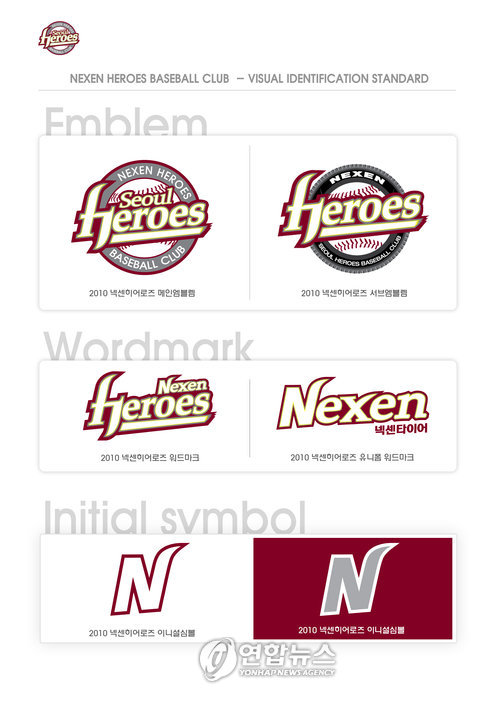 Seoul
Heroes
NEXEN HEROES BASEBALL CLUB – VISUAL IDENTIFICATION STANDARD
Emblem
NEXEN HEROES
Seoul
Heroes
BASEBALL CLUB
NEXEN
Heroes
SEOUL HEROES BASEBALL CLUB
2010 넥센히어로즈 메인엠블렘
2010 넥센히어로즈 서브엠블렘
Wordmark
Nexen
Heroes
Nexen
넥센타이어
2010 넥센히어로즈 워드마크
2010 넥센히어로즈 유니폼 워드마크
Initial symbol
N
N
2010 넥센히어로즈 이니셜심볼
2010 넥센히어로즈 이니셜심볼
연합뉴스
YONHAP NEWS AGENCY